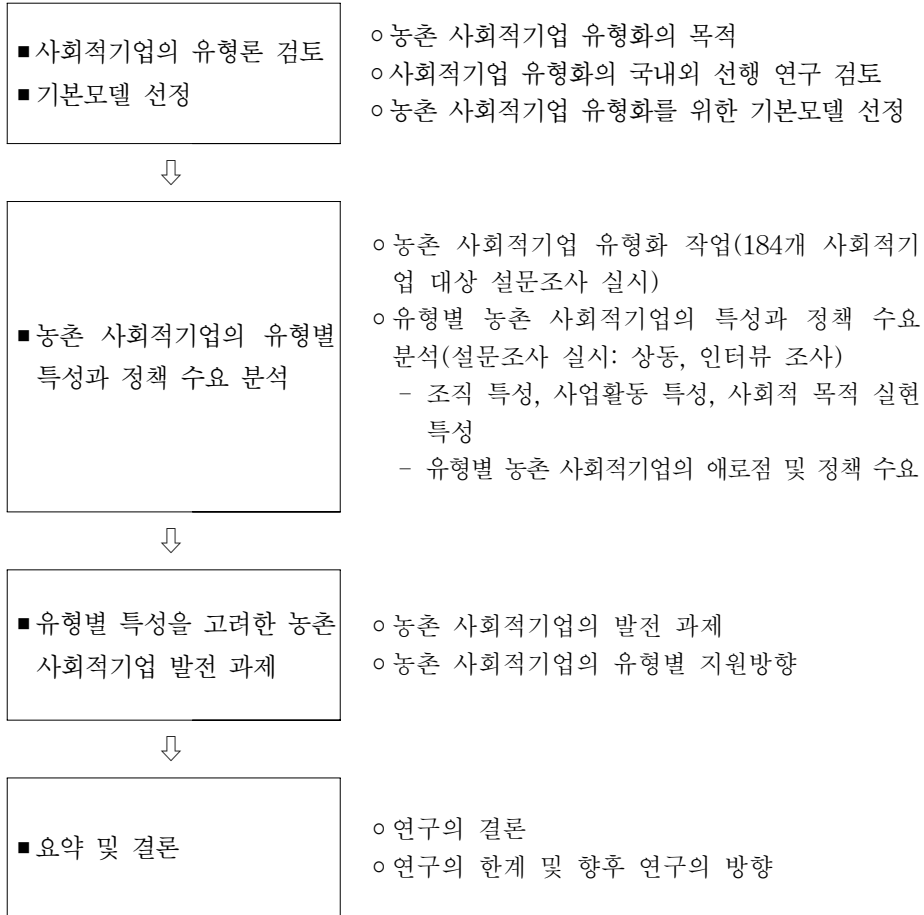 ■사회적기업의 유형론 검토
■기본모델 선정
○농촌 사회적기업 유형화의 목적
○사회적기업 유형화의 국내외 선행 연구 검토
○농촌 사회적기업 유형화를 위한 기본모델 선정
⇩
■농촌 사회적기업의 유형별
특성과 정책 수요 분석
○농촌 사회적기업 유형화 작업(184개 사회적기
업 대상 설문조사 실시)
○유형별 농촌 사회적기업의 특성과 정책 수요
분석(설문조사 실시: 상동, 인터뷰 조사)
- 조직 특성, 사업활동 특성, 사회적 목적 실현
특성
- 유형별 농촌 사회적기업의 애로점 및 정책 수요
⇩
■유형별 특성을 고려한 농촌
사회적기업 발전 과제
○농촌 사회적기업의 발전 과제
○농촌 사회적기업의 유형별 지원방향
⇩
■요약 및 결론
○연구의 결론
○연구의 한계 및 향후 연구의 방향